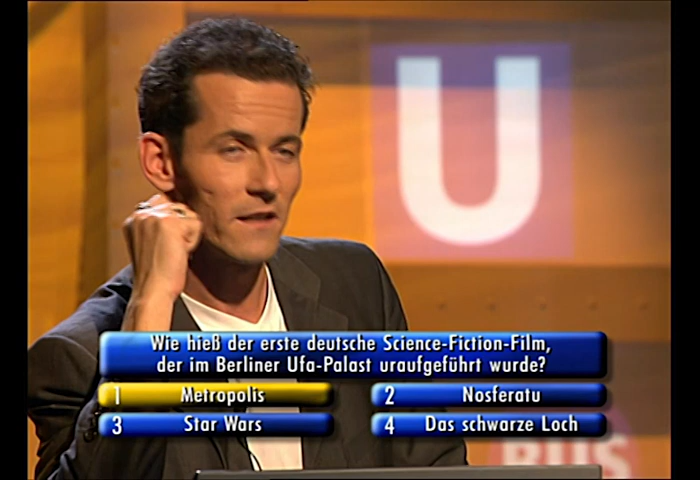 U
Wie hieß der erste deutsche Science-Fiction-Film,
der im Berliner Ufa-Palast uraufgeführt wurde?
1 Metropolis
2 Nosferatu
3 Star Wars
4 Das schwarze Loch
BUS